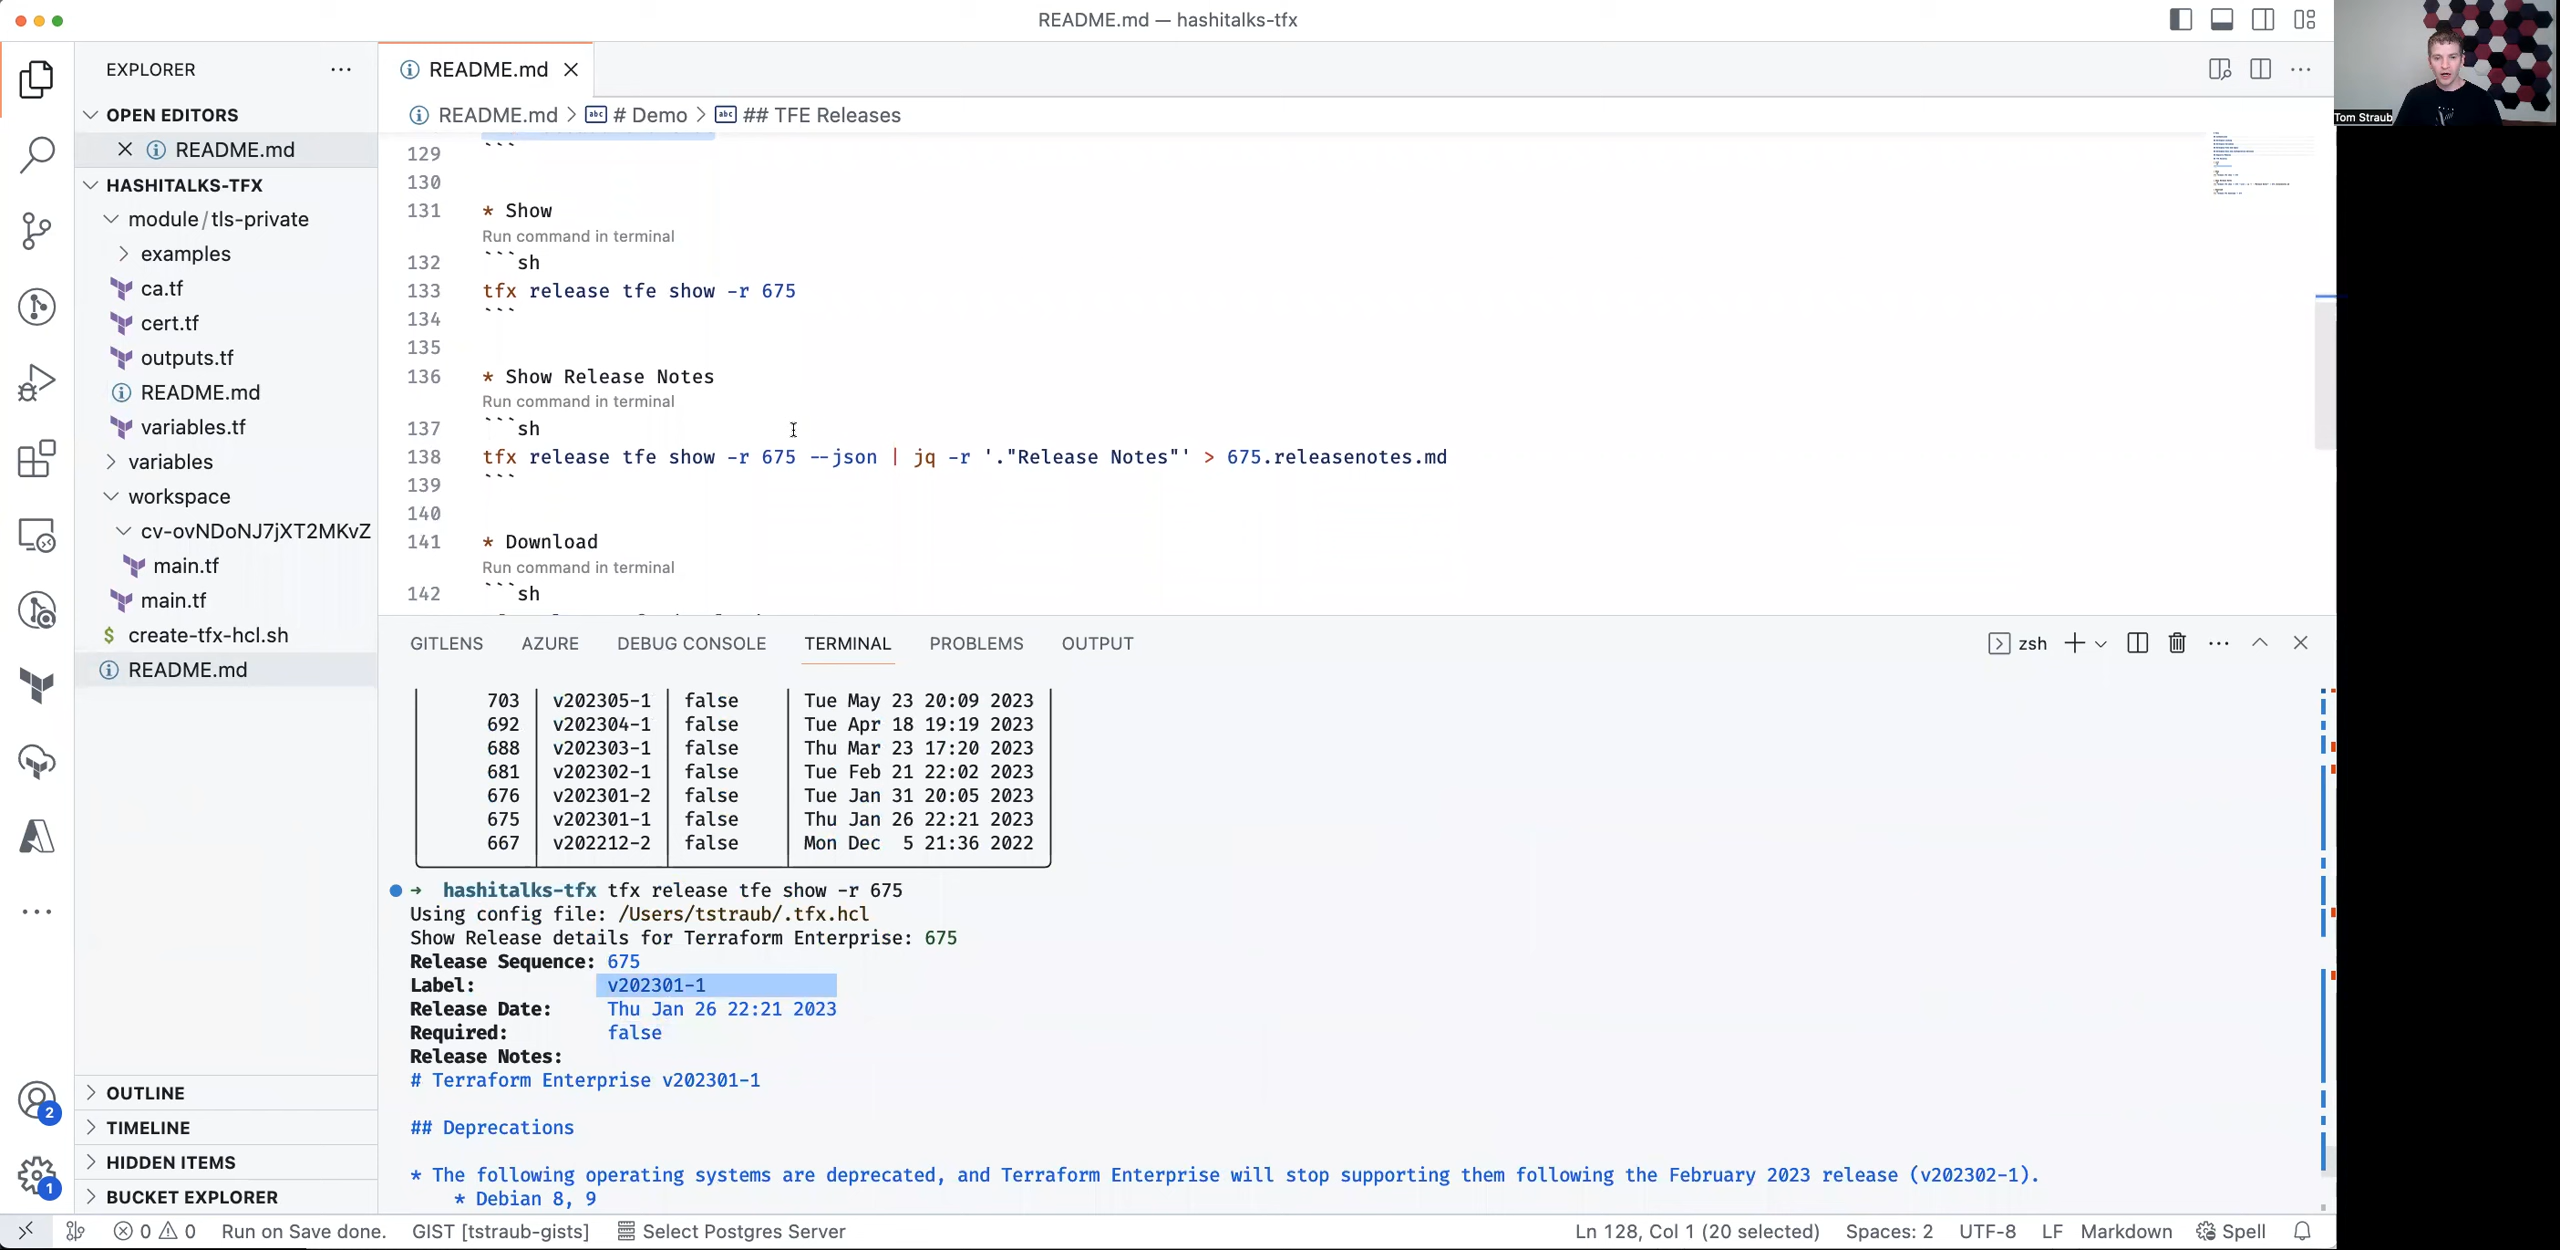 README.md — hashitalks-tfx
EXPLORER
OPEN EDITORS
README.md
HASHITALKS-TFX
module/tls-private
examples
ca.tf
cert.tf
outputs.tf
README.md
variables.tf
variables
workspace
cv-ovNDoNJ7jXT2MKvZ
main.tf
main.tf
$ create-tfx-hcl.sh
README.md
OUTLINE
TIMELINE
HIDDEN ITEMS
BUCKET EXPLORER
2
1
README.md
README.md > # Demo > ## TFE Releases
129 ```
130
131 * Show
Run command in terminal
132 ```sh
133 tfx release tfe show -r 675
134 ```
135
136 * Show Release Notes
Run command in terminal
137 ```sh
138 tfx release tfe show -r 675 --json | jq -r '."Release Notes"' > 675.releasenotes.md
139 ```
140
141 * Download
Run command in terminal
142 ```sh
GITLENS AZURE DEBUG CONSOLE TERMINAL PROBLEMS OUTPUT
zsh
703 v202305-1 false Tue May 23 20:09 2023
692 v202304-1 false Tue Apr 18 19:19 2023
688 v202303-1 false Thu Mar 23 17:20 2023
681 v202302-1 false Tue Feb 21 22:02 2023
676 v202301-2 false Tue Jan 31 20:05 2023
675 v202301-1 false Thu Jan 26 22:21 2023
667 v202212-2 false Mon Dec 5 21:36 2022
→ hashitalks-tfx tfx release tfe show -r 675
Using config file: /Users/tstraub/.tfx.hcl
Show Release details for Terraform Enterprise: 675
Release Sequence: 675
Label: v202301-1
Release Date: Thu Jan 26 22:21 2023
Required: false
Release Notes:
# Terraform Enterprise v202301-1
## Deprecations
* The following operating systems are deprecated, and Terraform Enterprise will stop supporting them following the February 2023 release (v202302-1).
* Debian 8, 9
0 0 Run on Save done. GIST [tstraub-gists] Select Postgres Server Ln 128, Col 1 (20 selected) Spaces: 2 UTF-8 LF Markdown Spell
Tom Straub